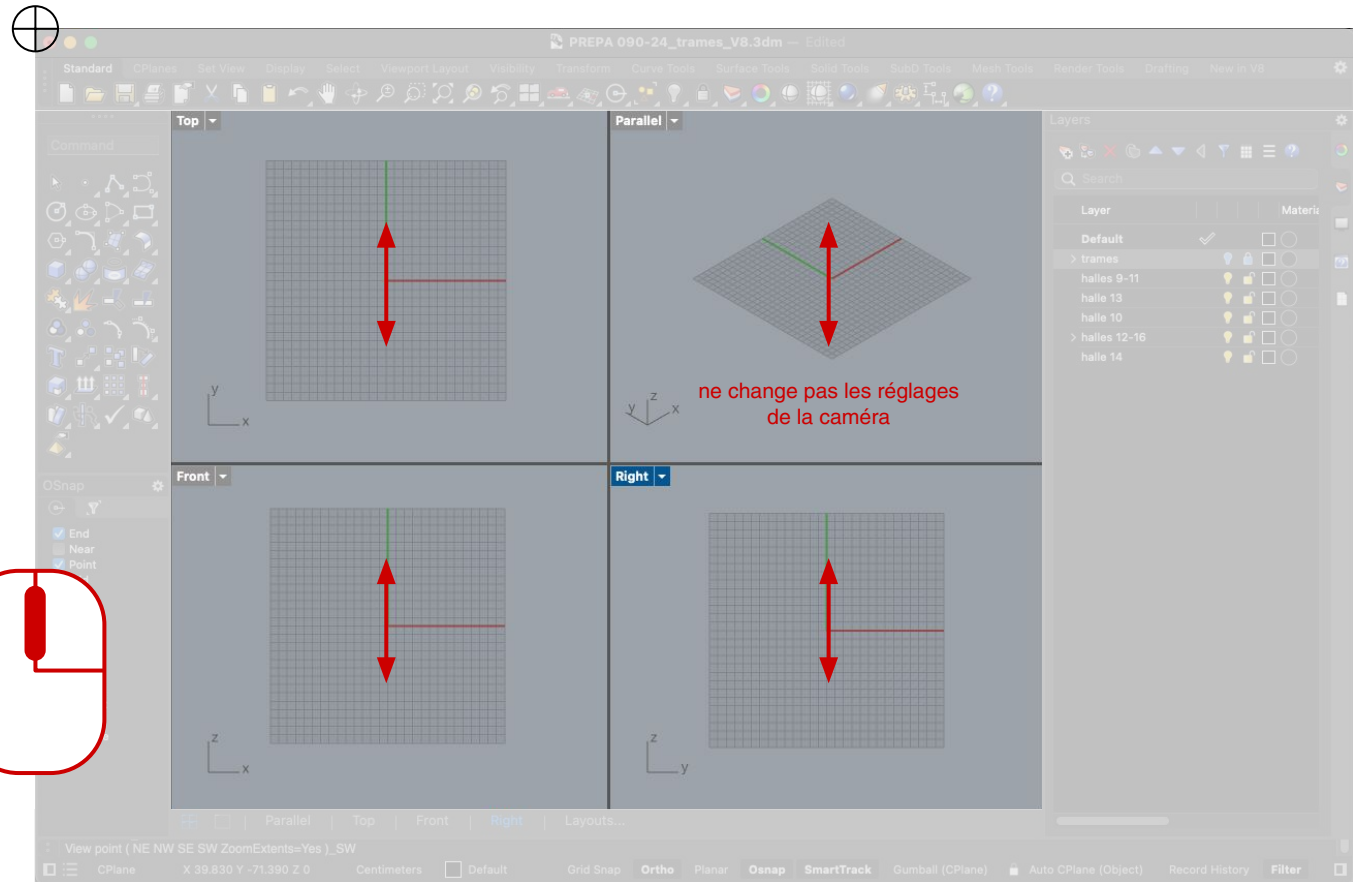 PREPA 090-24_trames_V8.3dm — Edited
Standard CPlanes Set View Display Select Viewport Layout Visibility Transform Curve Tools Surface Tools Solid Tools SubD Tools Mesh Tools Render Tools Drafting New in V8
Top
Parallel
Layers
Command
Search
Layer Materia
Default
> trames
halles 9-11
halle 13
halle 10
> halles 12-16
halle 14
y
x
z
y x
ne change pas les réglages
de la caméra
Front
Right
OSnap
End
Near
Point
z
x
z
y
Parallel | Top | Front | Right | Layouts...
View point ( NE NW SE SW ZoomExtents=Yes )_SW
CPlane X 39.830 Y -71.390 Z 0 Centimeters Default Grid Snap Ortho Planar Osnap SmartTrack Gumball (CPlane) Auto CPlane (Object) Record History Filter